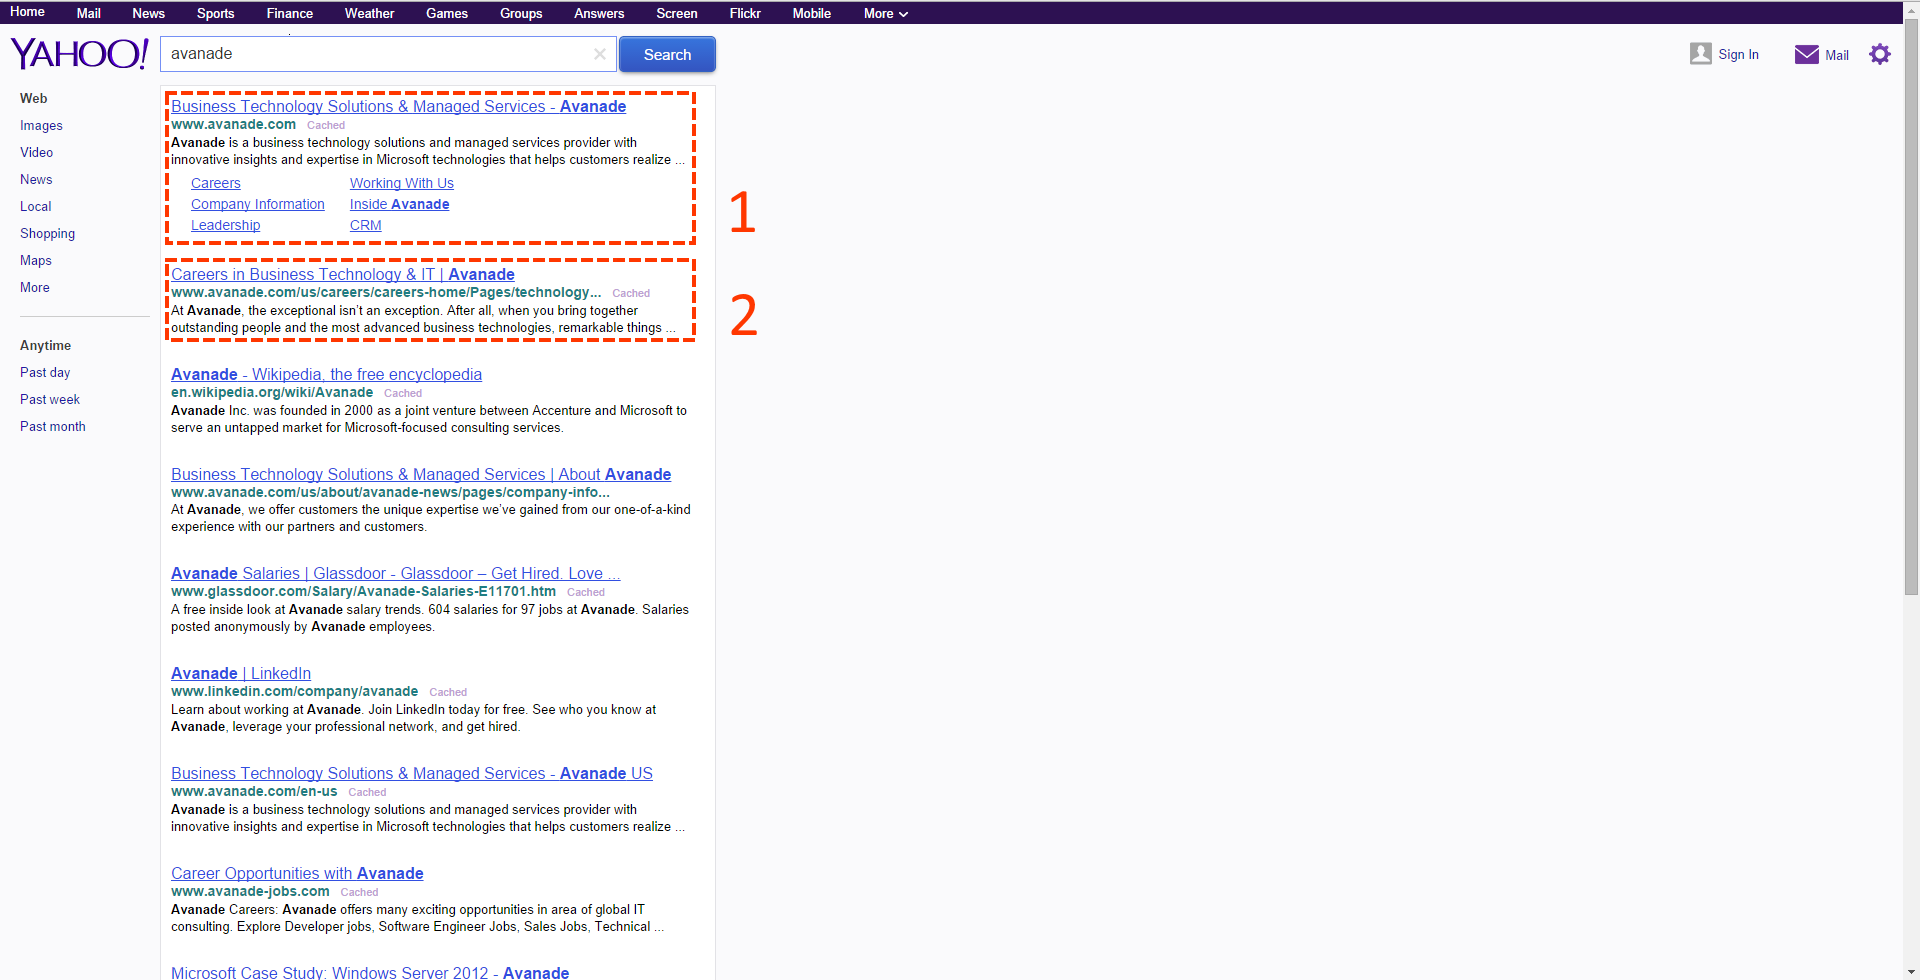 Home Mail News Sports Finance Weather Games Groups Answers Screen Flickr Mobile More
YAHOO! avanade Search Sign In Mail
Web
Images
Video
News
Local
Shopping
Maps
More
Anytime
Past day
Past week
Past month
Business Technology Solutions & Managed Services - Avanade
www.avanade.com Cached
Avanade is a business technology solutions and managed services provider with
innovative insights and expertise in Microsoft technologies that helps customers realize ...
Careers Working With Us
Company Information Inside Avanade
Leadership CRM
1
Careers in Business Technology & IT | Avanade
www.avanade.com/us/careers/careers-home/Pages/technology... Cached
At Avanade, the exceptional isn't an exception. After all, when you bring together
outstanding people and the most advanced business technologies, remarkable things ...
2
Avanade - Wikipedia, the free encyclopedia
en.wikipedia.org/wiki/Avanade Cached
Avanade Inc. was founded in 2000 as a joint venture between Accenture and Microsoft to
serve an untapped market for Microsoft-focused consulting services.
Business Technology Solutions & Managed Services | About Avanade
www.avanade.com/us/about/avanade-news/pages/company-info...
At Avanade, we offer customers the unique expertise we've gained from our one-of-a-kind
experience with our partners and customers.
Avanade Salaries | Glassdoor - Glassdoor – Get Hired. Love ...
www.glassdoor.com/Salary/Avanade-Salaries-E11701.htm Cached
A free inside look at Avanade salary trends. 604 salaries for 97 jobs at Avanade. Salaries
posted anonymously by Avanade employees.
Avanade | LinkedIn
www.linkedin.com/company/avanade Cached
Learn about working at Avanade. Join LinkedIn today for free. See who you know at
Avanade, leverage your professional network, and get hired.
Business Technology Solutions & Managed Services - Avanade US
www.avanade.com/en-us Cached
Avanade is a business technology solutions and managed services provider with
innovative insights and expertise in Microsoft technologies that helps customers realize ...
Career Opportunities with Avanade
www.avanade-jobs.com Cached
Avanade Careers: Avanade offers many exciting opportunities in area of global IT
consulting. Explore Developer jobs, Software Engineer Jobs, Sales Jobs, Technical ...
Microsoft Case Study: Windows Server 2012 - Avanade